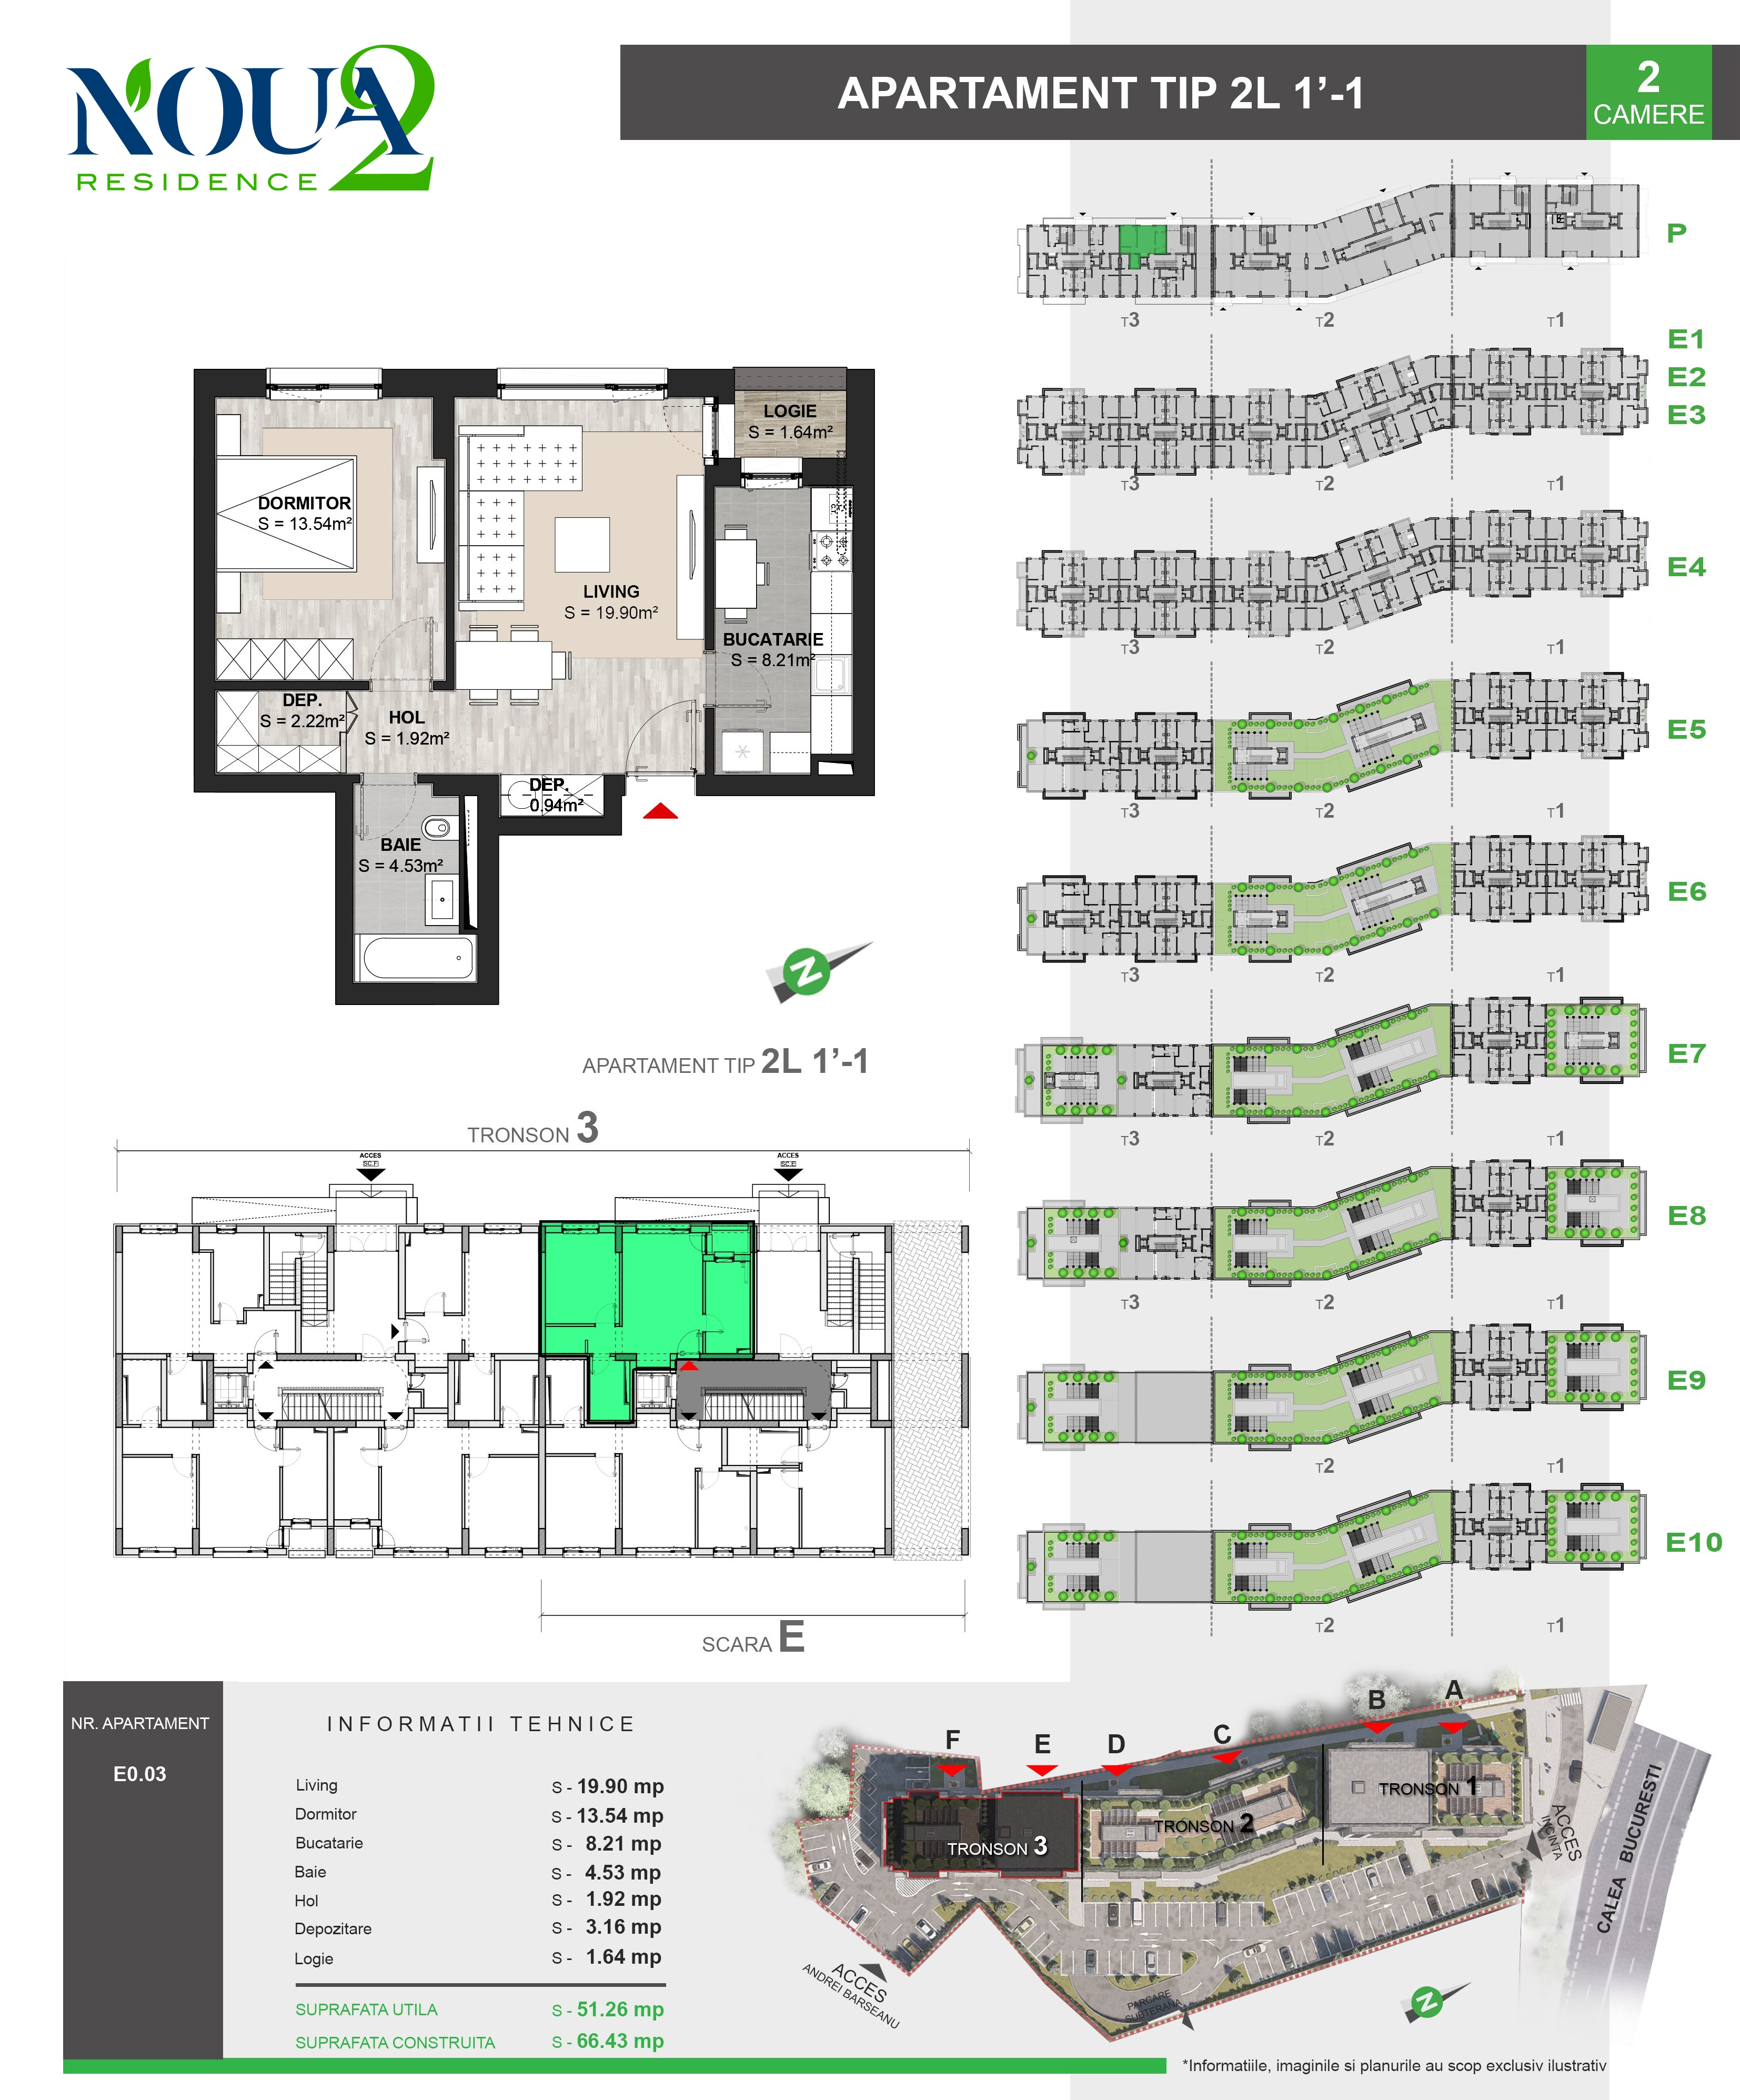 NOUA 2
RESIDENCE
APARTAMENT TIP 2L 1’-1
2
CAMERE
P
T3
T2
T1
E1
E2
E3
T3
T2
T1
E4
T3
T2
T1
E5
T3
T2
T1
E6
T3
T2
T1
E7
T3
T2
T1
E8
T3
T2
T1
E9
T2
T1
E10
T2
T1
LOGIE
S = 1.64m²
DORMITOR
S = 13.54m²
LIVING
S = 19.90m²
BUCATARIE
S = 8.21m²
DEP.
S = 2.22m²
HOL
S = 1.92m²
DEP.
0.94m²
BAIE
S = 4.53m²
N
APARTAMENT TIP 2L 1’-1
TRONSON 3
ACCES
SC.F
ACCES
SC.E
SCARA E
NR. APARTAMENT
E0.03
INFORMATII TEHNICE
Living S - 19.90 mp
Dormitor S - 13.54 mp
Bucatarie S - 8.21 mp
Baie S - 4.53 mp
Hol S - 1.92 mp
Depozitare S - 3.16 mp
Logie S - 1.64 mp
SUPRAFATA UTILA S - 51.26 mp
SUPRAFATA CONSTRUITA S - 66.43 mp
F
E
D
C
B
A
TRONSON 3
TRONSON 2
TRONSON 1
ACCES
INCINTA
CALEA BUCURESTI
ACCES
ANDREI BARSEANU
PARCARE
SUBTERANA
N
*Informatiile, imaginile si planurile au scop exclusiv ilustrativ